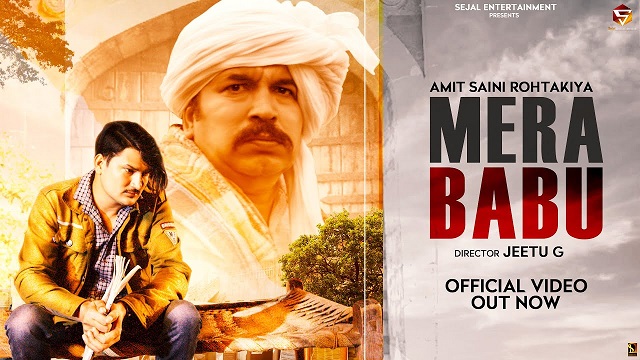 SEJAL ENTERTAINMENT
PRESENTS
AMIT SAINI ROHTAKIYA
MERA
BABU
DIRECTOR JEETU G
OFFICIAL VIDEO
OUT NOW